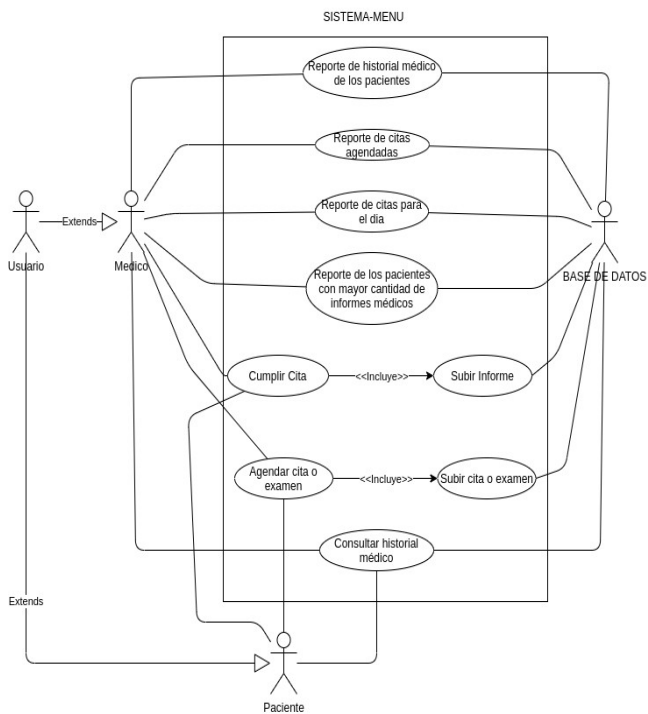 SISTEMA-MENU
Reporte de historial médico
de los pacientes
Reporte de citas
agendadas
Reporte de citas para
el dia
Extends
Usuario
Medico
BASE DE DATOS
Reporte de los pacientes
con mayor cantidad de
informes médicos
Cumplir Cita
<<Incluye>>
Subir Informe
Agendar cita o
examen
<<Incluye>>
Subir cita o examen
Consultar historial
médico
Extends
Paciente